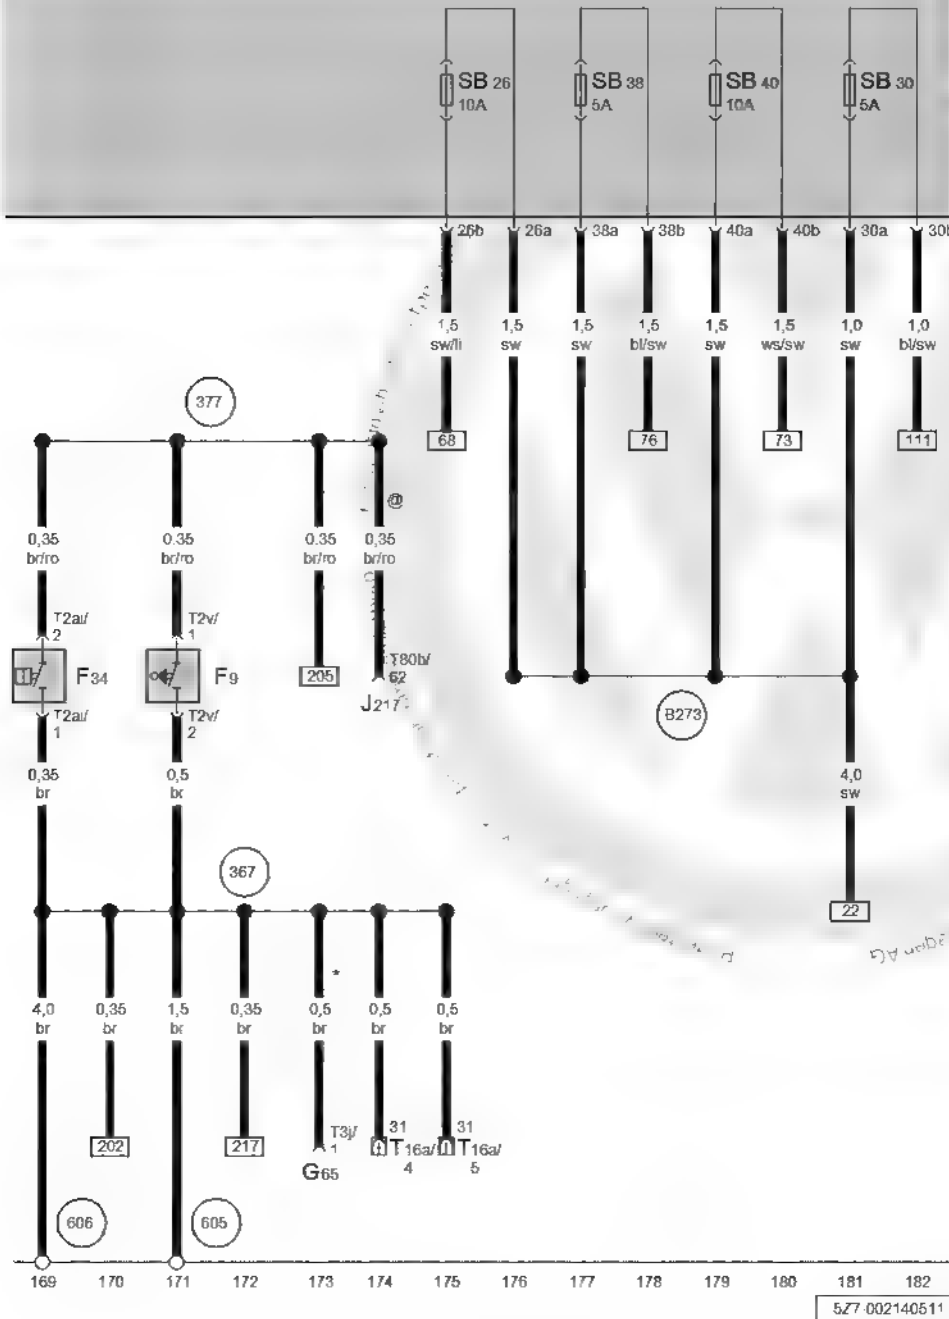 SB 26
10A
SB 38
5A
SB 40
10A
SB 30
5A
26b
26a
38a
38b
40a
40b
30a
1,5
sw/li
1,5
sw
1,5
sw
1,5
bl/sw
1,5
sw
1,5
ws/sw
1,0
sw
1,0
bl/sw
68
76
73
111
377
@
0,35
br/ro
0,35
br/ro
0,35
br/ro
0,35
br/ro
T2ai/
2
T2v/
1
F34
F9
205
T80b/
62
J217
T2ai/
1
T2v/
2
B273
0,35
br
0,5
br
4,0
sw
367
22
*
4,0
br
0,35
br
1,5
br
0,35
br
0,5
br
0,5
br
0,5
br
202
217
T3j/
1
G65
31
T16a/
4
31
T16a/
5
606
605
169 170 171 172 173 174 175 176 177 178 179 180 181 182
5Z7-002140511